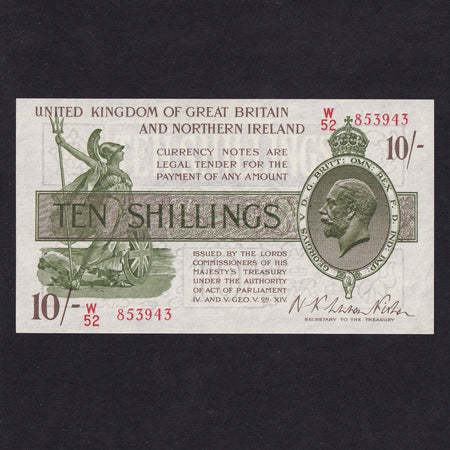 UNITED KINGDOM OF GREAT BRITAIN
AND NORTHERN IRELAND
W
52 853943
CURRENCY NOTES ARE
LEGAL TENDER FOR THE
PAYMENT OF ANY AMOUNT
10/-
GEORGIVS V D.G. BRITT: OMN: REX F.D. IND: IMP:
TEN SHILLINGS
ISSUED BY THE LORDS
COMMISSIONERS OF HIS
MAJESTY'S TREASURY
UNDER THE AUTHORITY
OF ACT OF PARLIAMENT
IV. AND V. GEO. V. CH. XIV.
10/-
W
52 853943
SECRETARY TO THE TREASURY